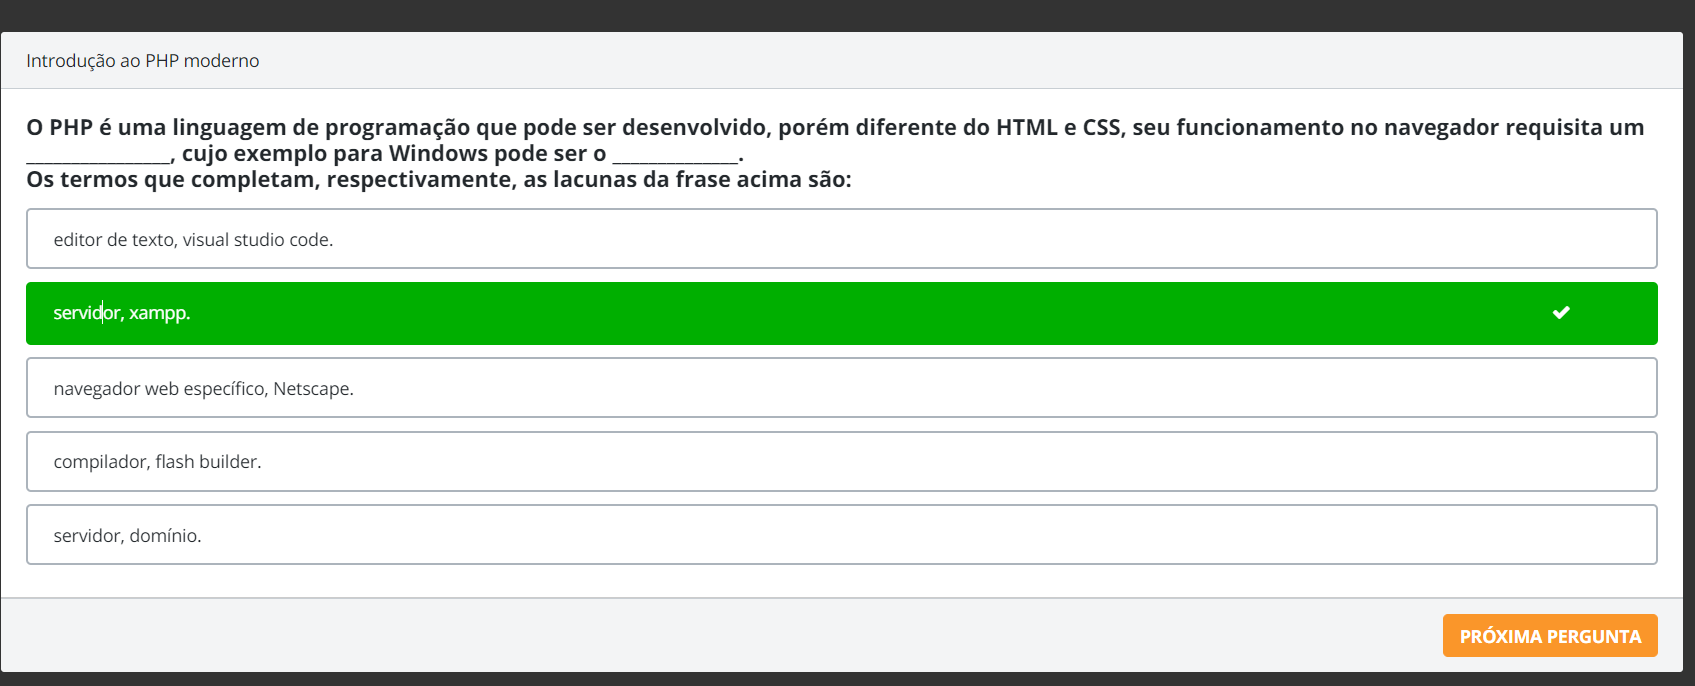 Introdução ao PHP moderno
O PHP é uma linguagem de programação que pode ser desenvolvido, porém diferente do HTML e CSS, seu funcionamento no navegador requisita um
________________, cujo exemplo para Windows pode ser o ______________.
Os termos que completam, respectivamente, as lacunas da frase acima são:
editor de texto, visual studio code.
servidor, xampp.
navegador web específico, Netscape.
compilador, flash builder.
servidor, domínio.
PRÓXIMA PERGUNTA